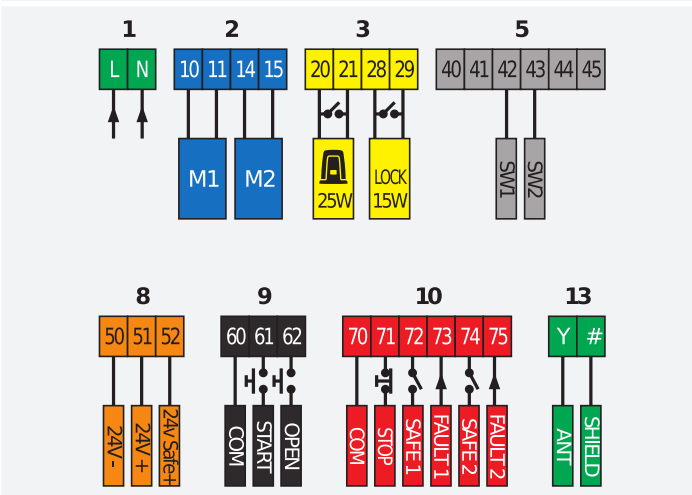 1 2 3 5
L N 10 11 14 15 20 21 28 29 40 41 42 43 44 45
M1 M2 25W LOCK 15W SW1 SW2
8 9 10 13
50 51 52 60 61 62 70 71 72 73 74 75 Y #
24V - 24V + 24v Safe+ COM START OPEN COM STOP SAFE 1 FAULT 1 SAFE 2 FAULT 2 ANT SHIELD